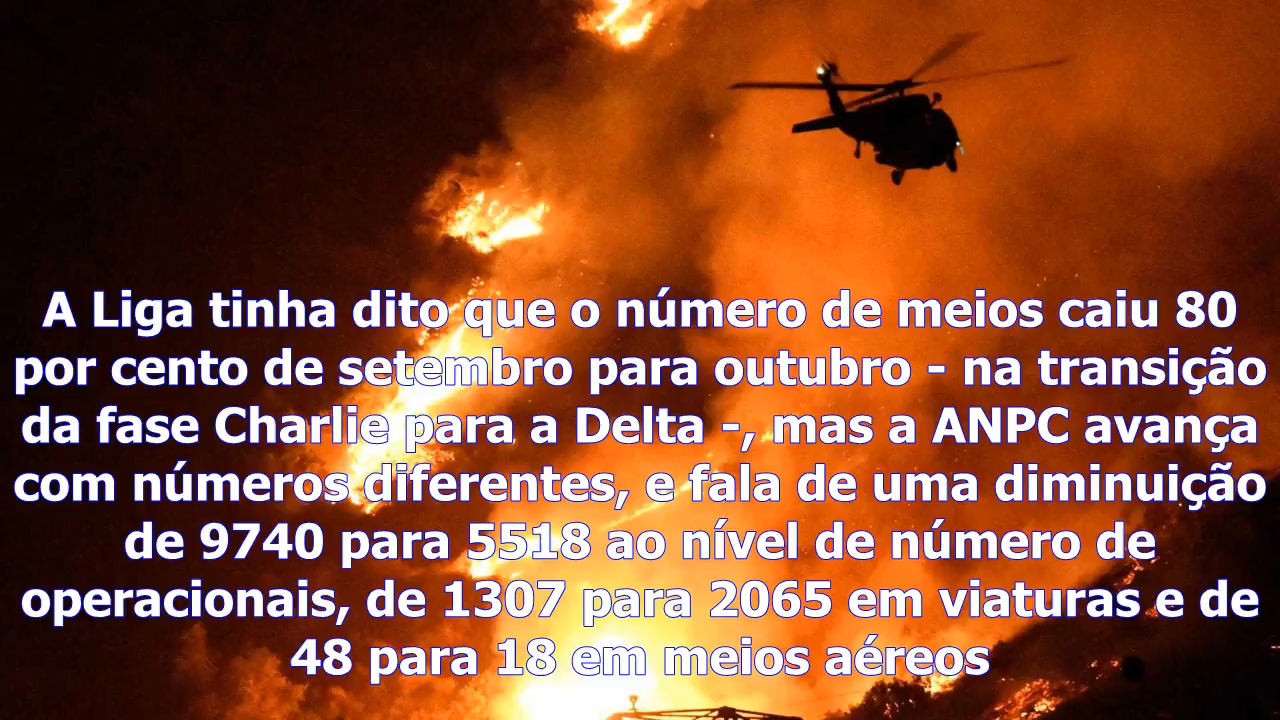 A Liga tinha dito que o número de meios caiu 80
por cento de setembro para outubro - na transição
da fase Charlie para a Delta -, mas a ANPC avança
com números diferentes, e fala de uma diminuição
de 9740 para 5518 ao nível de número de
operacionais, de 1307 para 2065 em viaturas e de
48 para 18 em meios aéreos